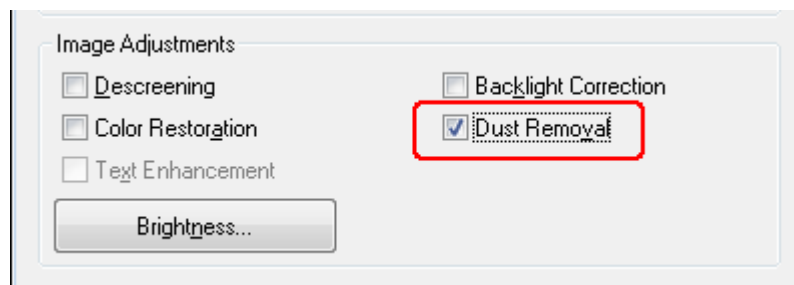 Image Adjustments
Descreening
Backlight Correction
Color Restoration
Dust Removal
Text Enhancement
Brightness...